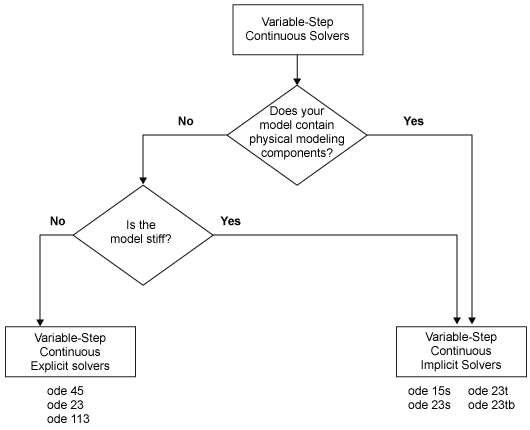 Variable-Step
Continuous Solvers
Does your
model contain
physical modeling
components?
No
Yes
Is the
model stiff?
No
Yes
Variable-Step
Continuous
Explicit solvers
ode 45
ode 23
ode 113
Variable-Step
Continuous
Implicit Solvers
ode 15s ode 23t
ode 23s ode 23tb